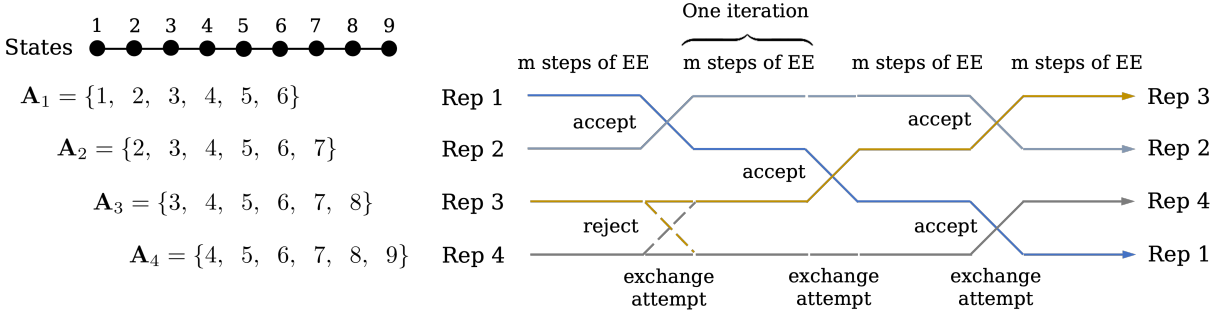 One iteration
1 2 3 4 5 6 7 8 9
States
m steps of EE m steps of EE m steps of EE m steps of EE
A1 = {1, 2, 3, 4, 5, 6}
Rep 1
Rep 3
accept
accept
A2 = {2, 3, 4, 5, 6, 7}
Rep 2
Rep 2
accept
A3 = {3, 4, 5, 6, 7, 8}
Rep 3
Rep 4
reject
accept
A4 = {4, 5, 6, 7, 8, 9}
Rep 4
Rep 1
exchange
attempt
exchange
attempt
exchange
attempt